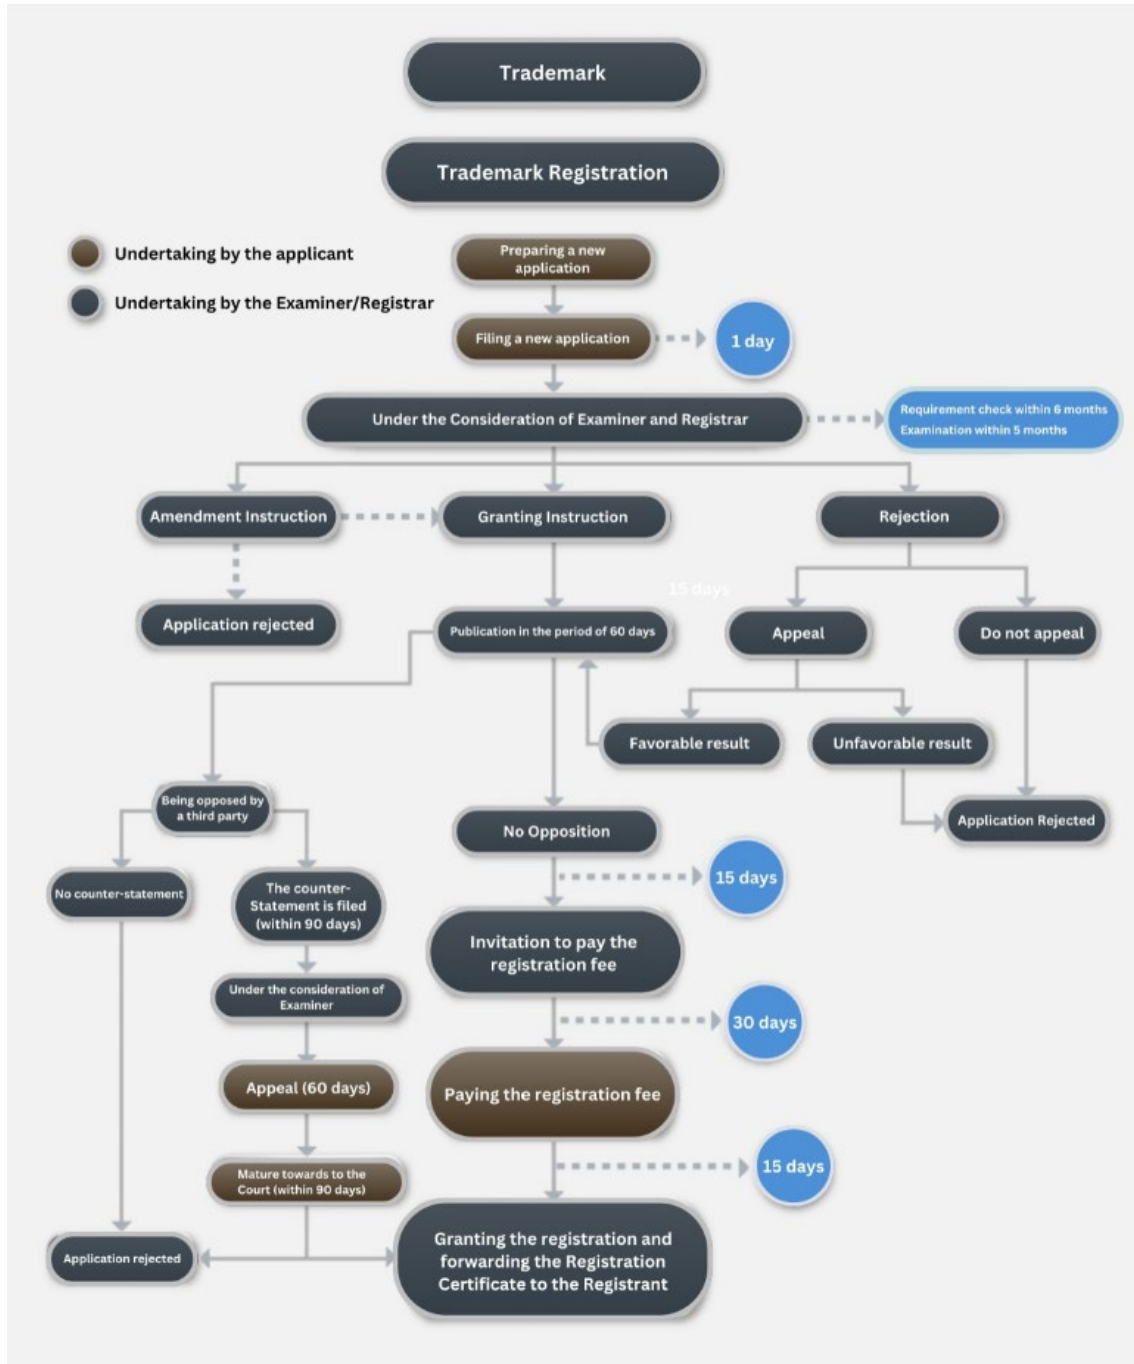 Trademark
Trademark Registration
Undertaking by the applicant
Undertaking by the Examiner/Registrar
Preparing a new
application
Filing a new application
1 day
Under the Consideration of Examiner and Registrar
Requirement check within 6 months
Examination within 5 months
Amendment Instruction
Granting Instruction
Rejection
15 days
Application rejected
Publication in the period of 60 days
Appeal
Do not appeal
Favorable result
Unfavorable result
Being opposed by
a third party
No Opposition
Application Rejected
15 days
No counter-statement
The counter-
Statement is filed
(within 90 days)
Invitation to pay the
registration fee
Under the consideration of
Examiner
30 days
Appeal (60 days)
Paying the registration fee
Mature towards to the
Court (within 90 days)
15 days
Application rejected
Granting the registration and
forwarding the Registration
Certificate to the Registrant